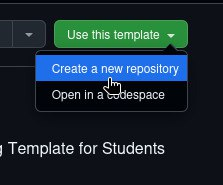 Use this template
Create a new repository
Open in a codespace
g Template for Students